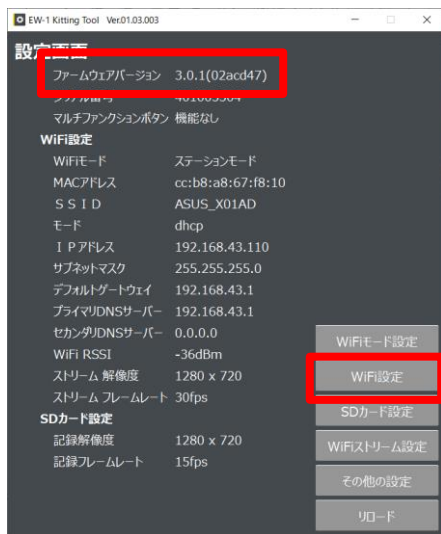 EW-1 Kitting Tool Ver.01.03.003
設定画面
ファームウェアバージョン 3.0.1(02acd47)
マルチファンクションボタン 機能なし
WiFi設定
WiFiモード ステーションモード
MACアドレス cc:b8:a8:67:f8:10
ＳＳＩＤ ASUS_X01AD
モード dhcp
ＩＰアドレス 192.168.43.110
サブネットマスク 255.255.255.0
デフォルトゲートウェイ 192.168.43.1
プライマリDNSサーバー 192.168.43.1
セカンダリDNSサーバー 0.0.0.0
WiFi RSSI -36dBm
ストリーム 解像度 1280 x 720
ストリーム フレームレート 30fps
SDカード設定
記録解像度 1280 x 720
記録フレームレート 15fps
WiFiモード設定
WiFi設定
SDカード設定
WiFiストリーム設定
その他の設定
リロード